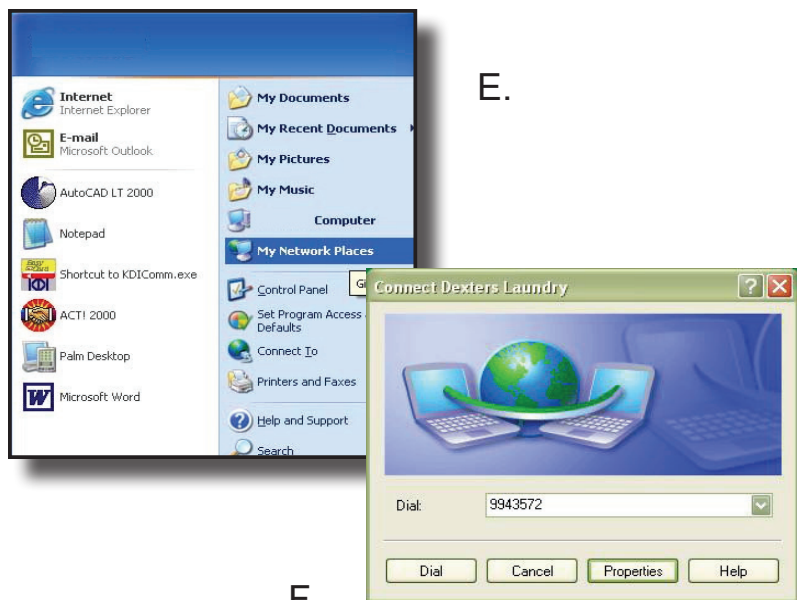 E.
Internet
Internet Explorer
E-mail
Microsoft Outlook
AutoCAD LT 2000
Notepad
Shortcut to KDIComm.exe
ACT! 2000
Palm Desktop
Microsoft Word
My Documents
My Recent Documents
My Pictures
My Music
Computer
My Network Places
Control Panel
Set Program Access
Defaults
Connect To
Printers and Faxes
Help and Support
Search
Connect Dexters Laundry
Dial:
9943572
Dial
Cancel
Properties
Help